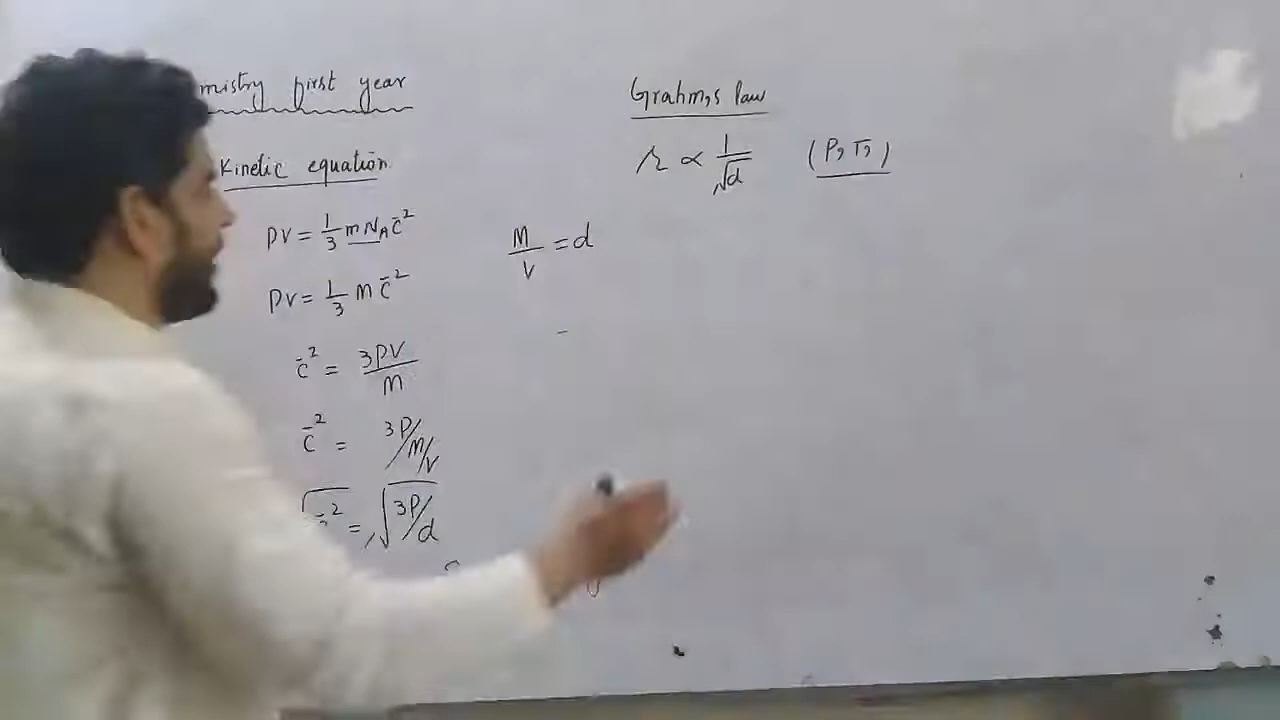 mistry first year
Kinetic equation
PV = 1/3 mN_A c̄²
PV = 1/3 M c̄²
c̄² = 3PV/M
c̄² = 3P/M/V
√c̄² = √3P/d
M/V = d
Grahm,s law
r ∝ 1/√d (P, T,)